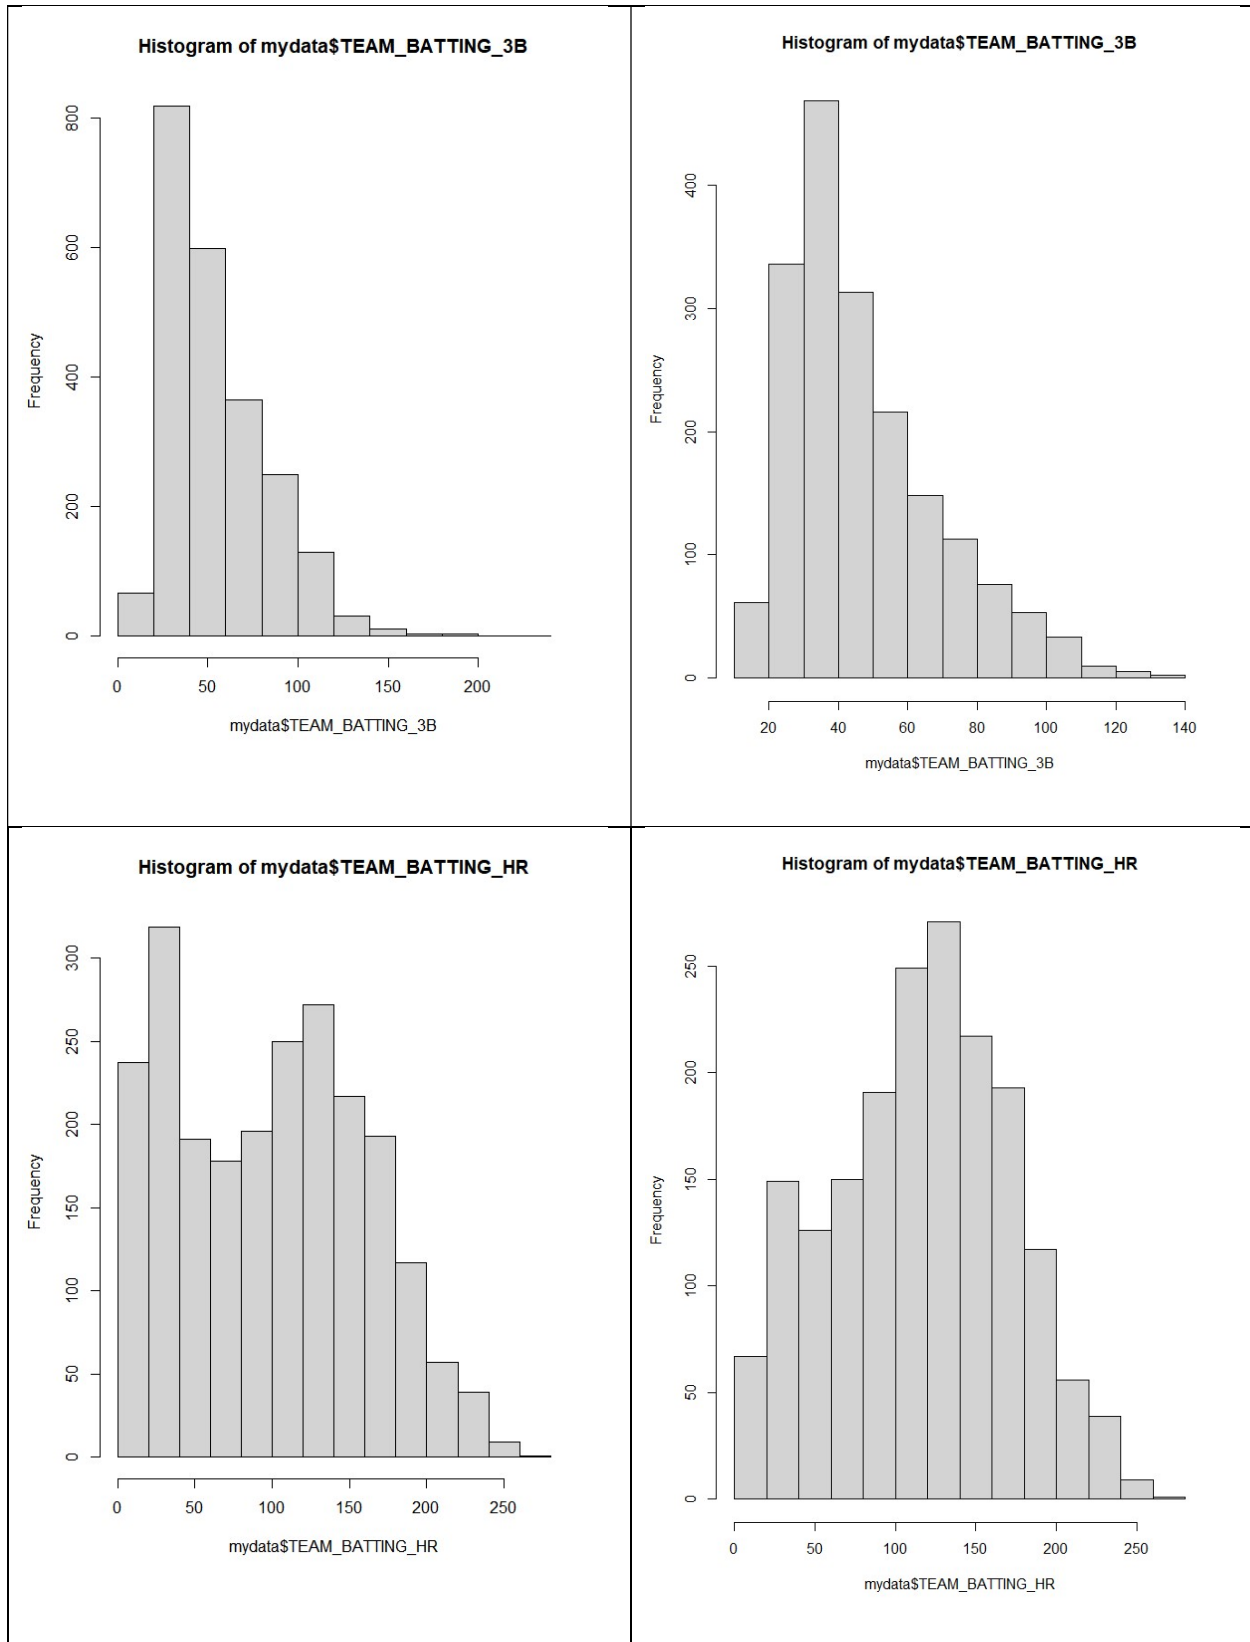 Histogram of mydata$TEAM_BATTING_3B
Frequency
0
200
400
600
800
0 50 100 150 200
mydata$TEAM_BATTING_3B
Histogram of mydata$TEAM_BATTING_3B
Frequency
0
100
200
300
400
20 40 60 80 100 120 140
mydata$TEAM_BATTING_3B
Histogram of mydata$TEAM_BATTING_HR
Frequency
0
50
100
150
200
250
300
0 50 100 150 200 250
mydata$TEAM_BATTING_HR
Histogram of mydata$TEAM_BATTING_HR
Frequency
0
50
100
150
200
250
0 50 100 150 200 250
mydata$TEAM_BATTING_HR